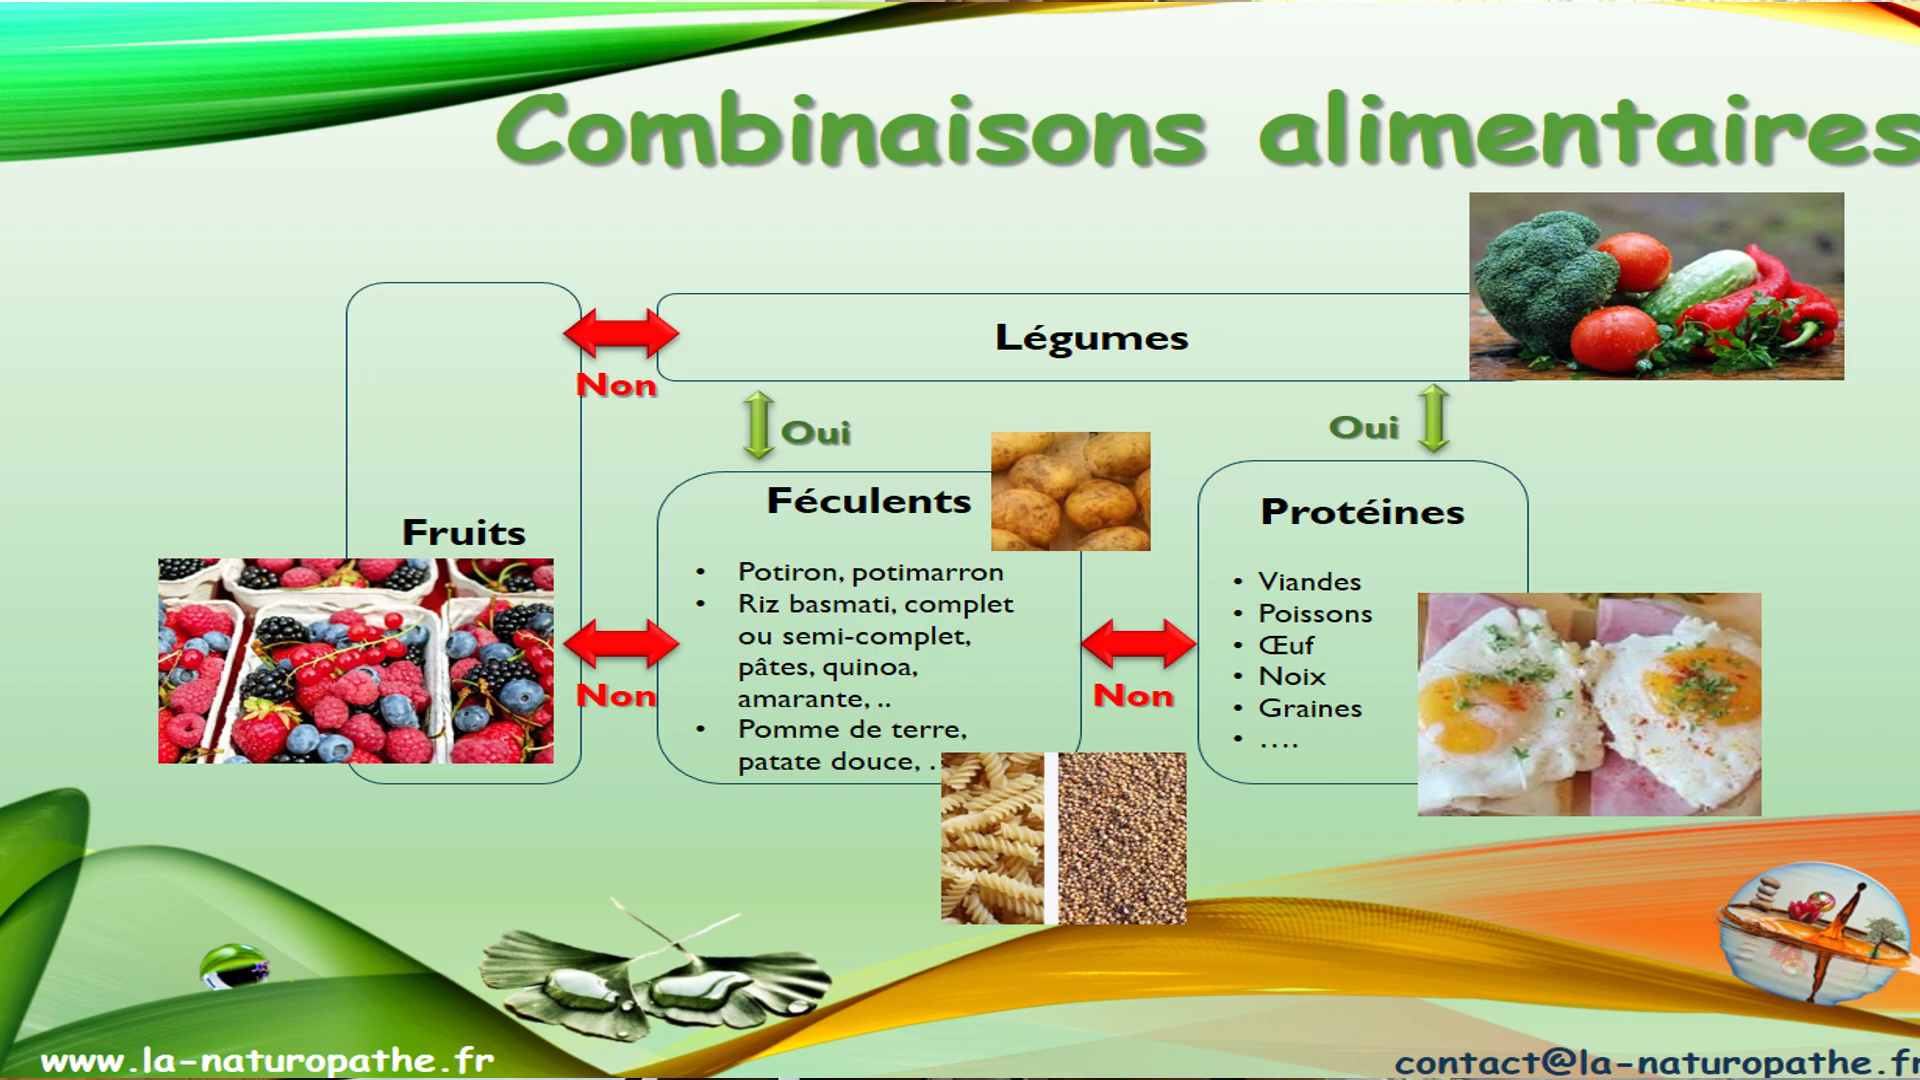 Combinaisons alimentaires
Légumes
Non
Oui
Oui
Fruits
Féculents
• Potiron, potimarron
• Riz basmati, complet
ou semi-complet,
pâtes, quinoa,
amarante, ..
• Pomme de terre,
patate douce, .
Protéines
• Viandes
• Poissons
• Œuf
• Noix
• Graines
• ....
Non
Non
www.la-naturopathe.fr
contact@la-naturopathe.fr